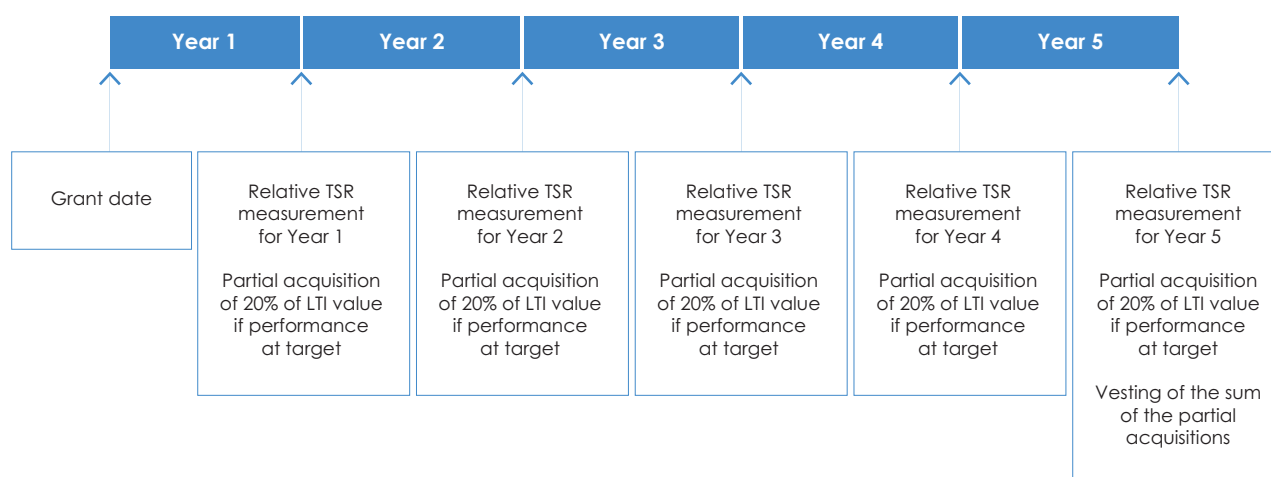 Year 1
Year 2
Year 3
Year 4
Year 5
Grant date
Relative TSR
measurement
for Year 1
Partial acquisition
of 20% of LTI value
if performance
at target
Relative TSR
measurement
for Year 2
Partial acquisition
of 20% of LTI value
if performance
at target
Relative TSR
measurement
for Year 3
Partial acquisition
of 20% of LTI value
if performance
at target
Relative TSR
measurement
for Year 4
Partial acquisition
of 20% of LTI value
if performance
at target
Relative TSR
measurement
for Year 5
Partial acquisition
of 20% of LTI value
if performance
at target
Vesting of the sum
of the partial
acquisitions